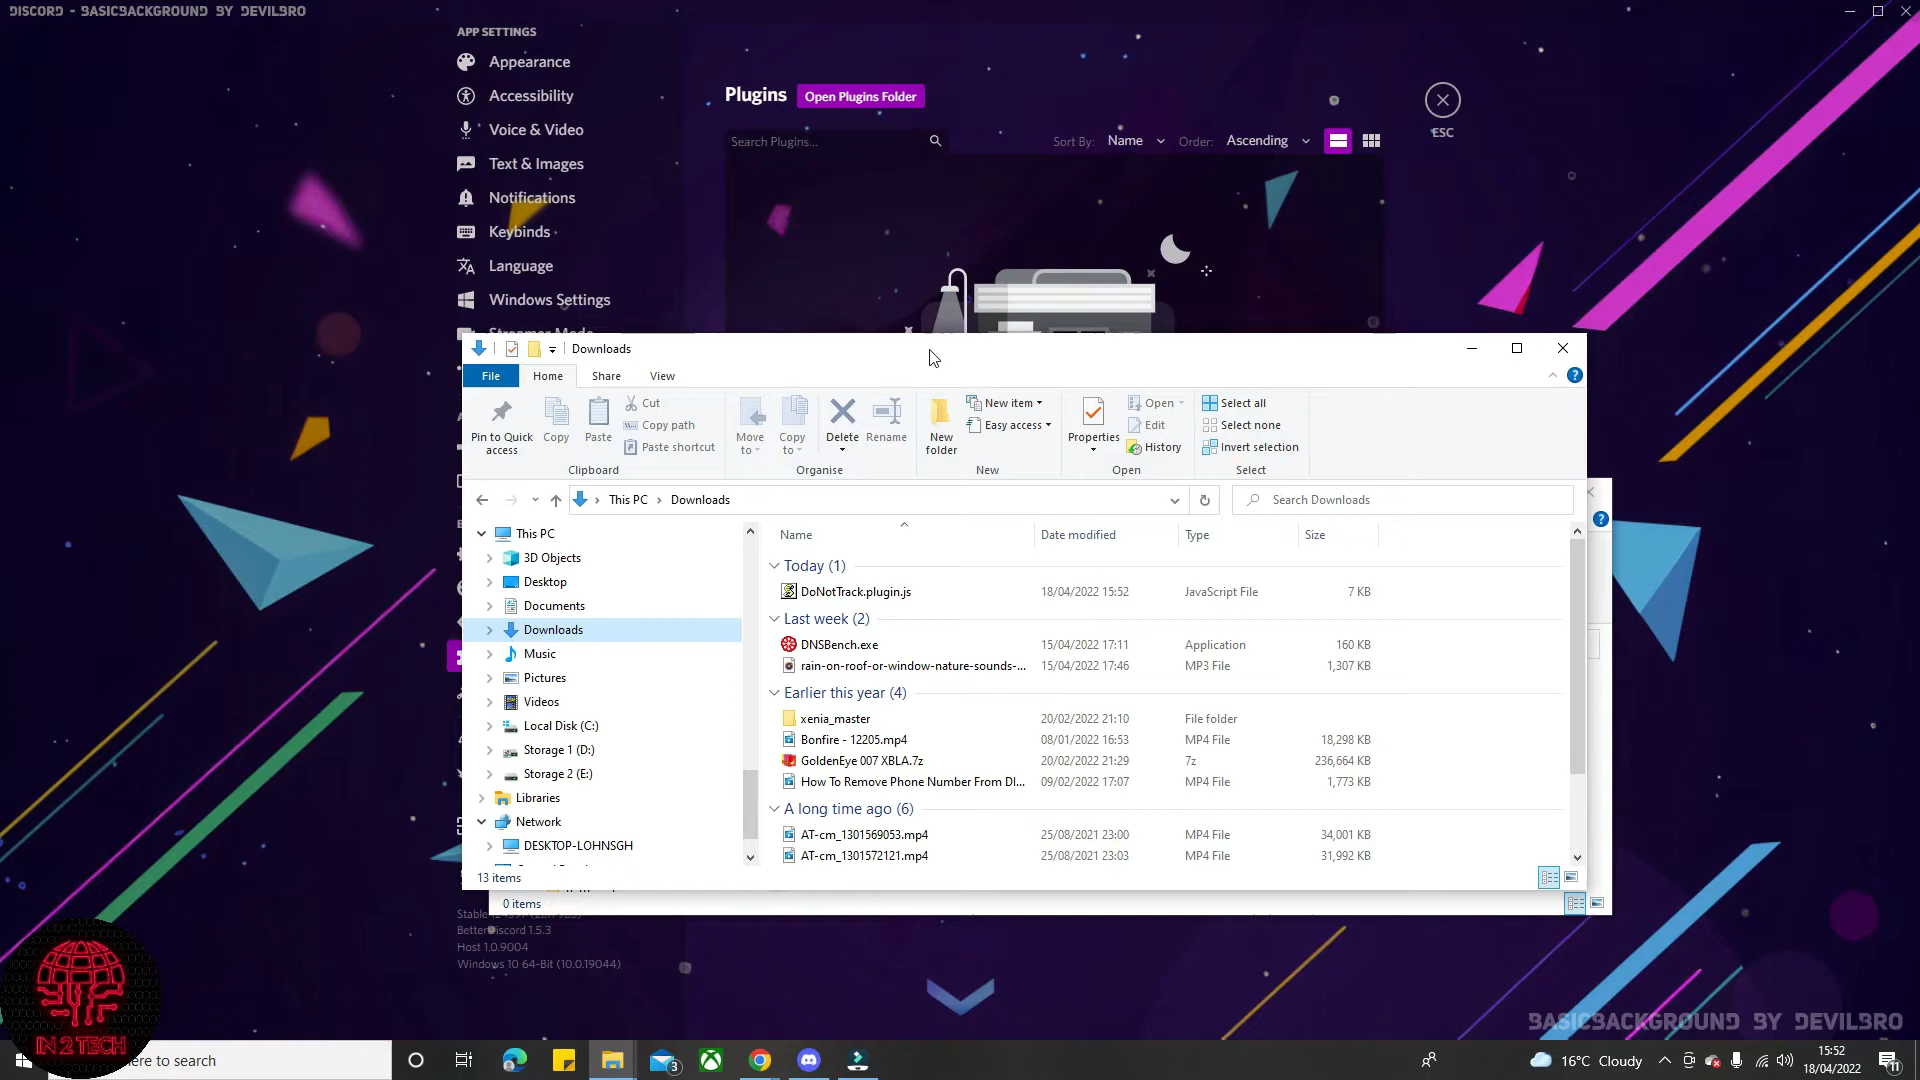 DISCORD - BASICBACKGROUND BY DEVILBRO
APP SETTINGS
Appearance
Accessibility
Voice & Video
Text & Images
Notifications
Keybinds
Language
Windows Settings
Streamer Mode
Plugins
Open Plugins Folder
Search Plugins...
Sort By: Name
Order: Ascending
ESC
Downloads
File
Home
Share
View
Pin to Quick access
Copy
Paste
Cut
Copy path
Paste shortcut
Clipboard
Move to
Copy to
Delete
Rename
Organise
New folder
New item
Easy access
New
Properties
Open
Edit
History
Open
Select all
Select none
Invert selection
Select
This PC
Downloads
Search Downloads
This PC
3D Objects
Desktop
Documents
Downloads
Music
Pictures
Videos
Local Disk (C:)
Storage 1 (D:)
Storage 2 (E:)
Libraries
Network
DESKTOP-LOHNSGH
Name Date modified Type Size
Today (1)
DoNotTrack.plugin.js 18/04/2022 15:52 JavaScript File 7 KB
Last week (2)
DNSBench.exe 15/04/2022 17:11 Application 160 KB
rain-on-roof-or-window-nature-sounds-... 15/04/2022 17:46 MP3 File 1,307 KB
Earlier this year (4)
xenia_master 20/02/2022 21:10 File folder
Bonfire - 12205.mp4 08/01/2022 16:53 MP4 File 18,298 KB
GoldenEye 007 XBLA.7z 20/02/2022 21:29 7z 236,664 KB
How To Remove Phone Number From DI... 09/02/2022 17:07 MP4 File 1,773 KB
A long time ago (6)
AT-cm_1301569053.mp4 25/08/2021 23:00 MP4 File 34,001 KB
AT-cm_1301572121.mp4 25/08/2021 23:03 MP4 File 31,992 KB
13 items
0 items
Stable
BetterDiscord 1.5.3
Host 1.0.9004
Windows 10 64-Bit (10.0.19044)
IN 2 TECH
BASICBACKGROUND BY DEVILBRO
here to search
3
16°C Cloudy
15:52
18/04/2022
11